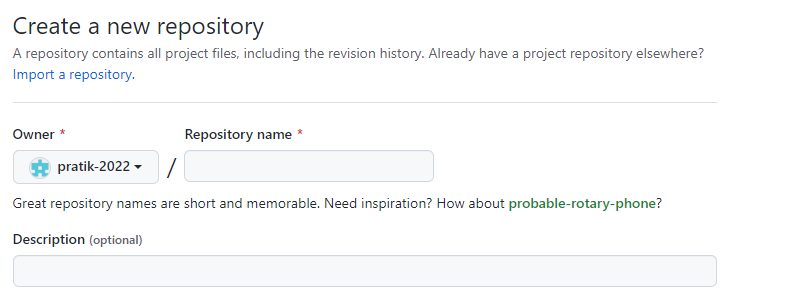 Create a new repository
A repository contains all project files, including the revision history. Already have a project repository elsewhere?
Import a repository.
Owner * Repository name *
pratik-2022 /
Great repository names are short and memorable. Need inspiration? How about probable-rotary-phone?
Description (optional)